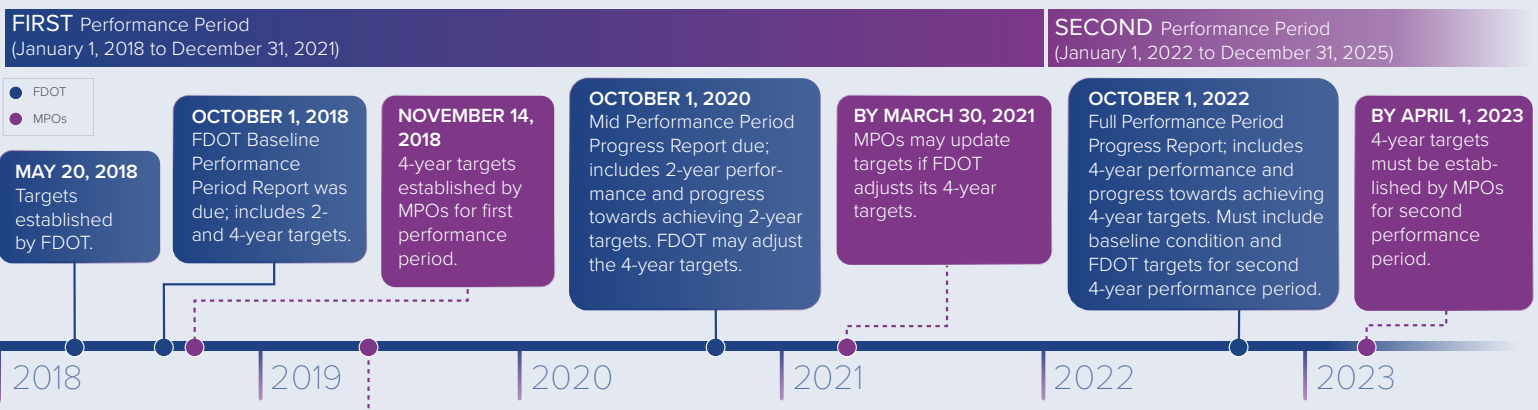 FIRST Performance Period
(January 1, 2018 to December 31, 2021)
SECOND Performance Period
(January 1, 2022 to December 31, 2025)
FDOT
MPOs
MAY 20, 2018
Targets
established
by FDOT.
OCTOBER 1, 2018
FDOT Baseline
Performance
Period Report was
due; includes 2-
and 4-year targets.
NOVEMBER 14,
2018
4-year targets
established by
MPOs for first
performance
period.
OCTOBER 1, 2020
Mid Performance Period
Progress Report due;
includes 2-year perfor-
mance and progress
towards achieving 2-year
targets. FDOT may adjust
the 4-year targets.
BY MARCH 30, 2021
MPOs may update
targets if FDOT
adjusts its 4-year
targets.
OCTOBER 1, 2022
Full Performance Period
Progress Report; includes
4-year performance and
progress towards achieving
4-year targets. Must include
baseline condition and
FDOT targets for second
4-year performance period.
BY APRIL 1, 2023
4-year targets
must be estab-
lished by MPOs
for second
performance
period.
2018
2019
2020
2021
2022
2023